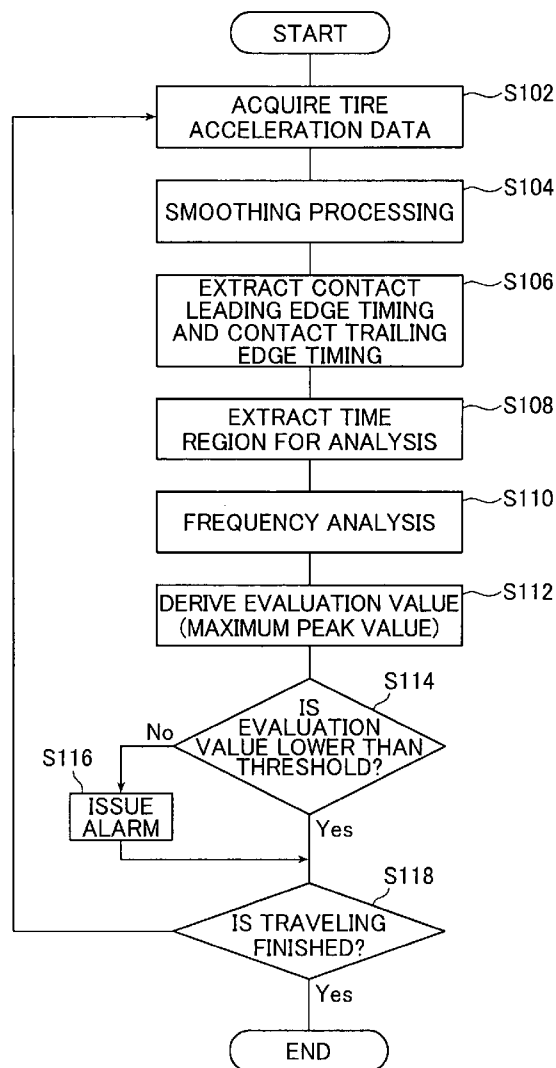 START
S102
ACQUIRE TIRE
ACCELERATION DATA
S104
SMOOTHING PROCESSING
S106
EXTRACT CONTACT
LEADING EDGE TIMING
AND CONTACT TRAILING
EDGE TIMING
S108
EXTRACT TIME
REGION FOR ANALYSIS
S110
FREQUENCY ANALYSIS
S112
DERIVE EVALUATION VALUE
(MAXIMUM PEAK VALUE)
S114
IS
EVALUATION
VALUE LOWER THAN
THRESHOLD?
No
S116
ISSUE
ALARM
Yes
S118
IS TRAVELING
FINISHED?
Yes
END